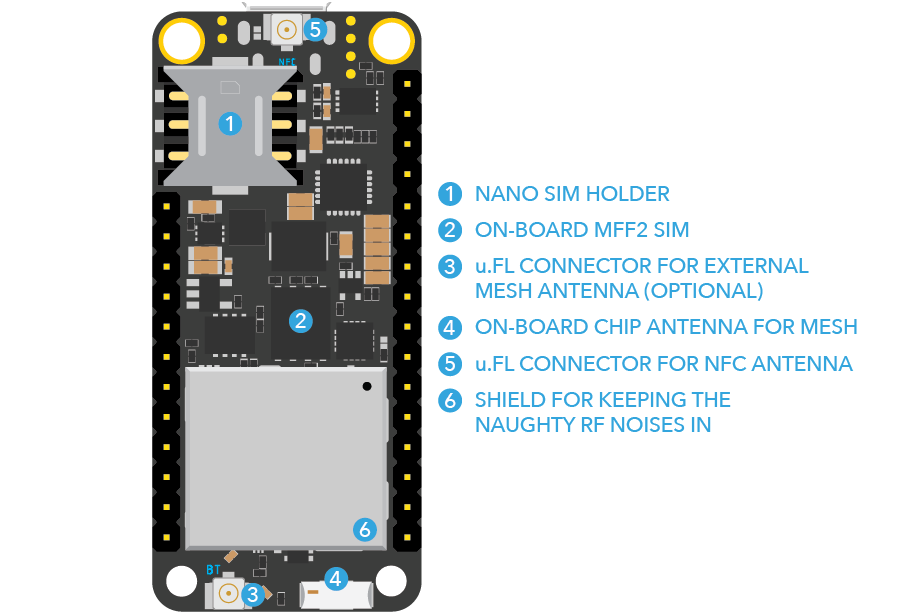 5
NFC
1
2
6
BT
3
4
1 NANO SIM HOLDER
2 ON-BOARD MFF2 SIM
3 u.FL CONNECTOR FOR EXTERNAL
MESH ANTENNA (OPTIONAL)
4 ON-BOARD CHIP ANTENNA FOR MESH
5 u.FL CONNECTOR FOR NFC ANTENNA
6 SHIELD FOR KEEPING THE
NAUGHTY RF NOISES IN